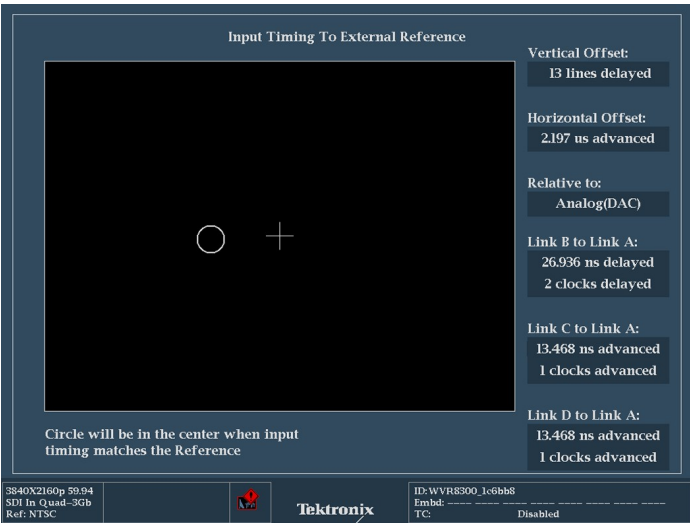 Input Timing To External Reference
Vertical Offset:
13 lines delayed
Horizontal Offset:
2.197 us advanced
Relative to:
Analog(DAC)
Link B to Link A:
26.936 ns delayed
2 clocks delayed
Link C to Link A:
13.468 ns advanced
1 clocks advanced
Link D to Link A:
13.468 ns advanced
1 clocks advanced
Circle will be in the center when input
timing matches the Reference
3840X2160p 59.94
SDI In Quad-3Gb
Ref: NTSC
Tektronix
ID: WVR8300_1c6bb8
Embd: ---- ---- ---- ---- ---- ---- ---- ----
TC: Disabled